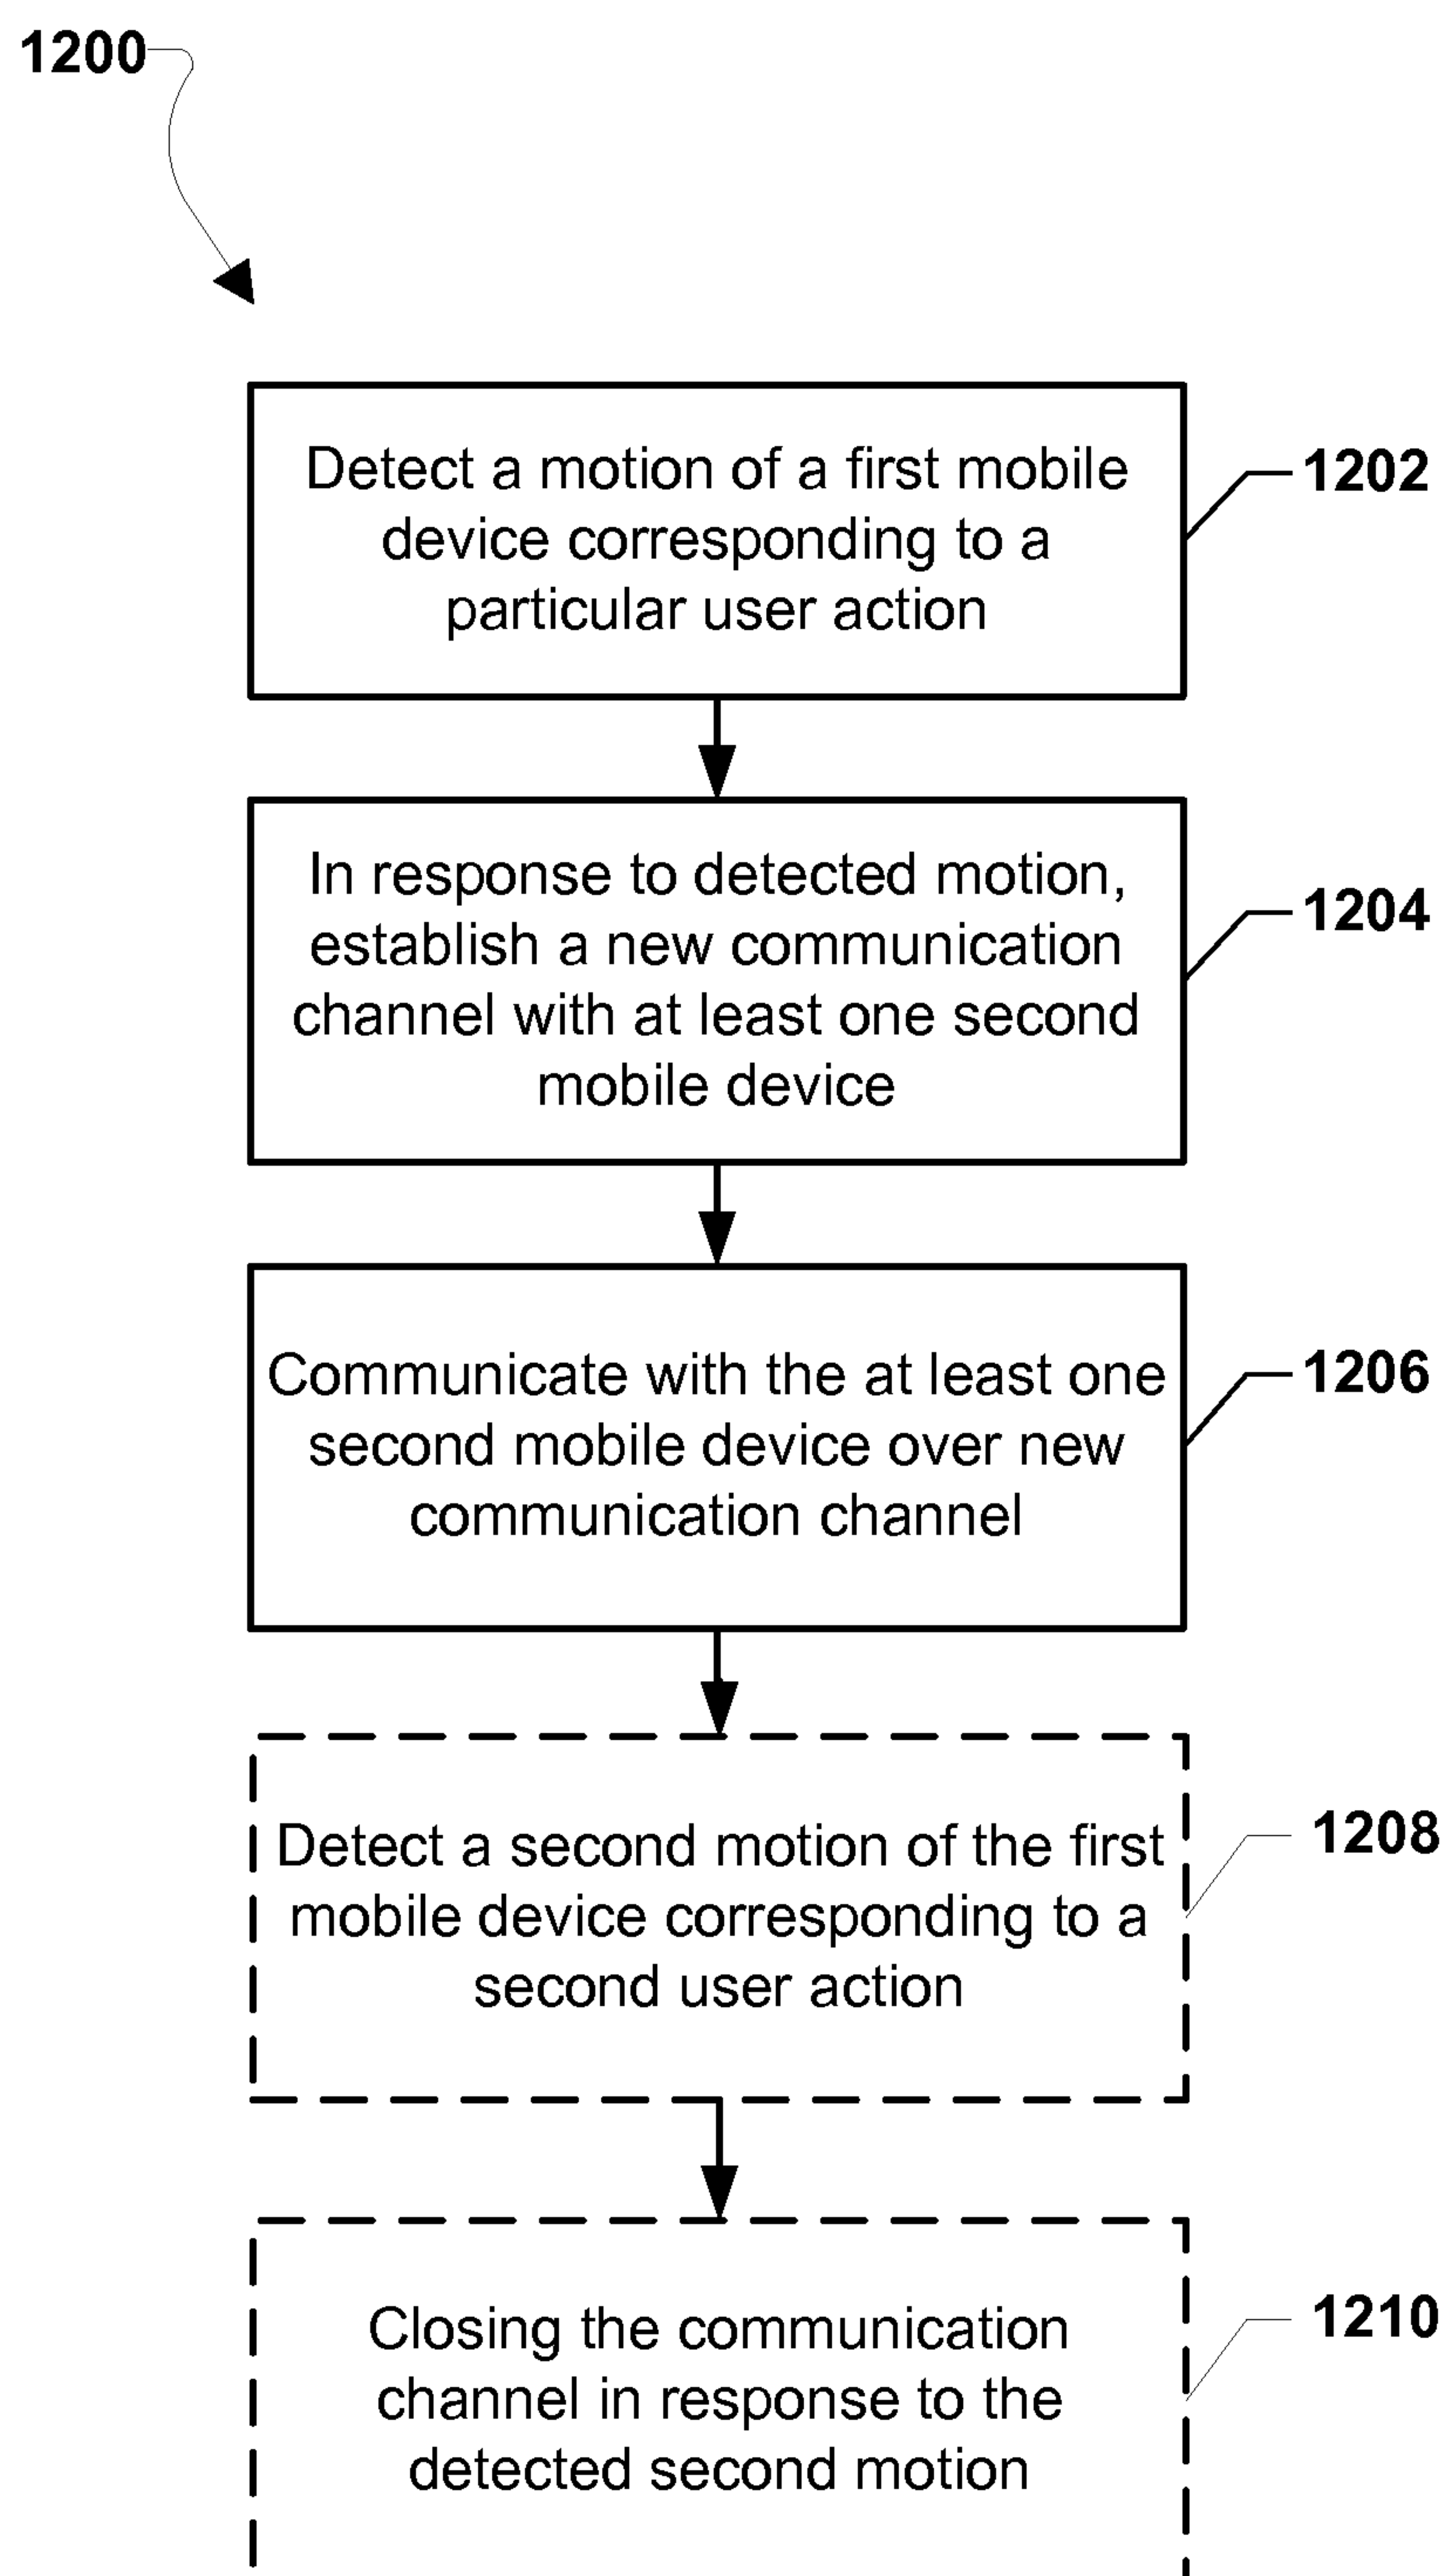 1200
Detect a motion of a first mobile
device corresponding to a
particular user action
1202
In response to detected motion,
establish a new communication
channel with at least one second
mobile device
1204
Communicate with the at least one
second mobile device over new
communication channel
1206
Detect a second motion of the first
mobile device corresponding to a
second user action
1208
Closing the communication
channel in response to the
detected second motion
1210